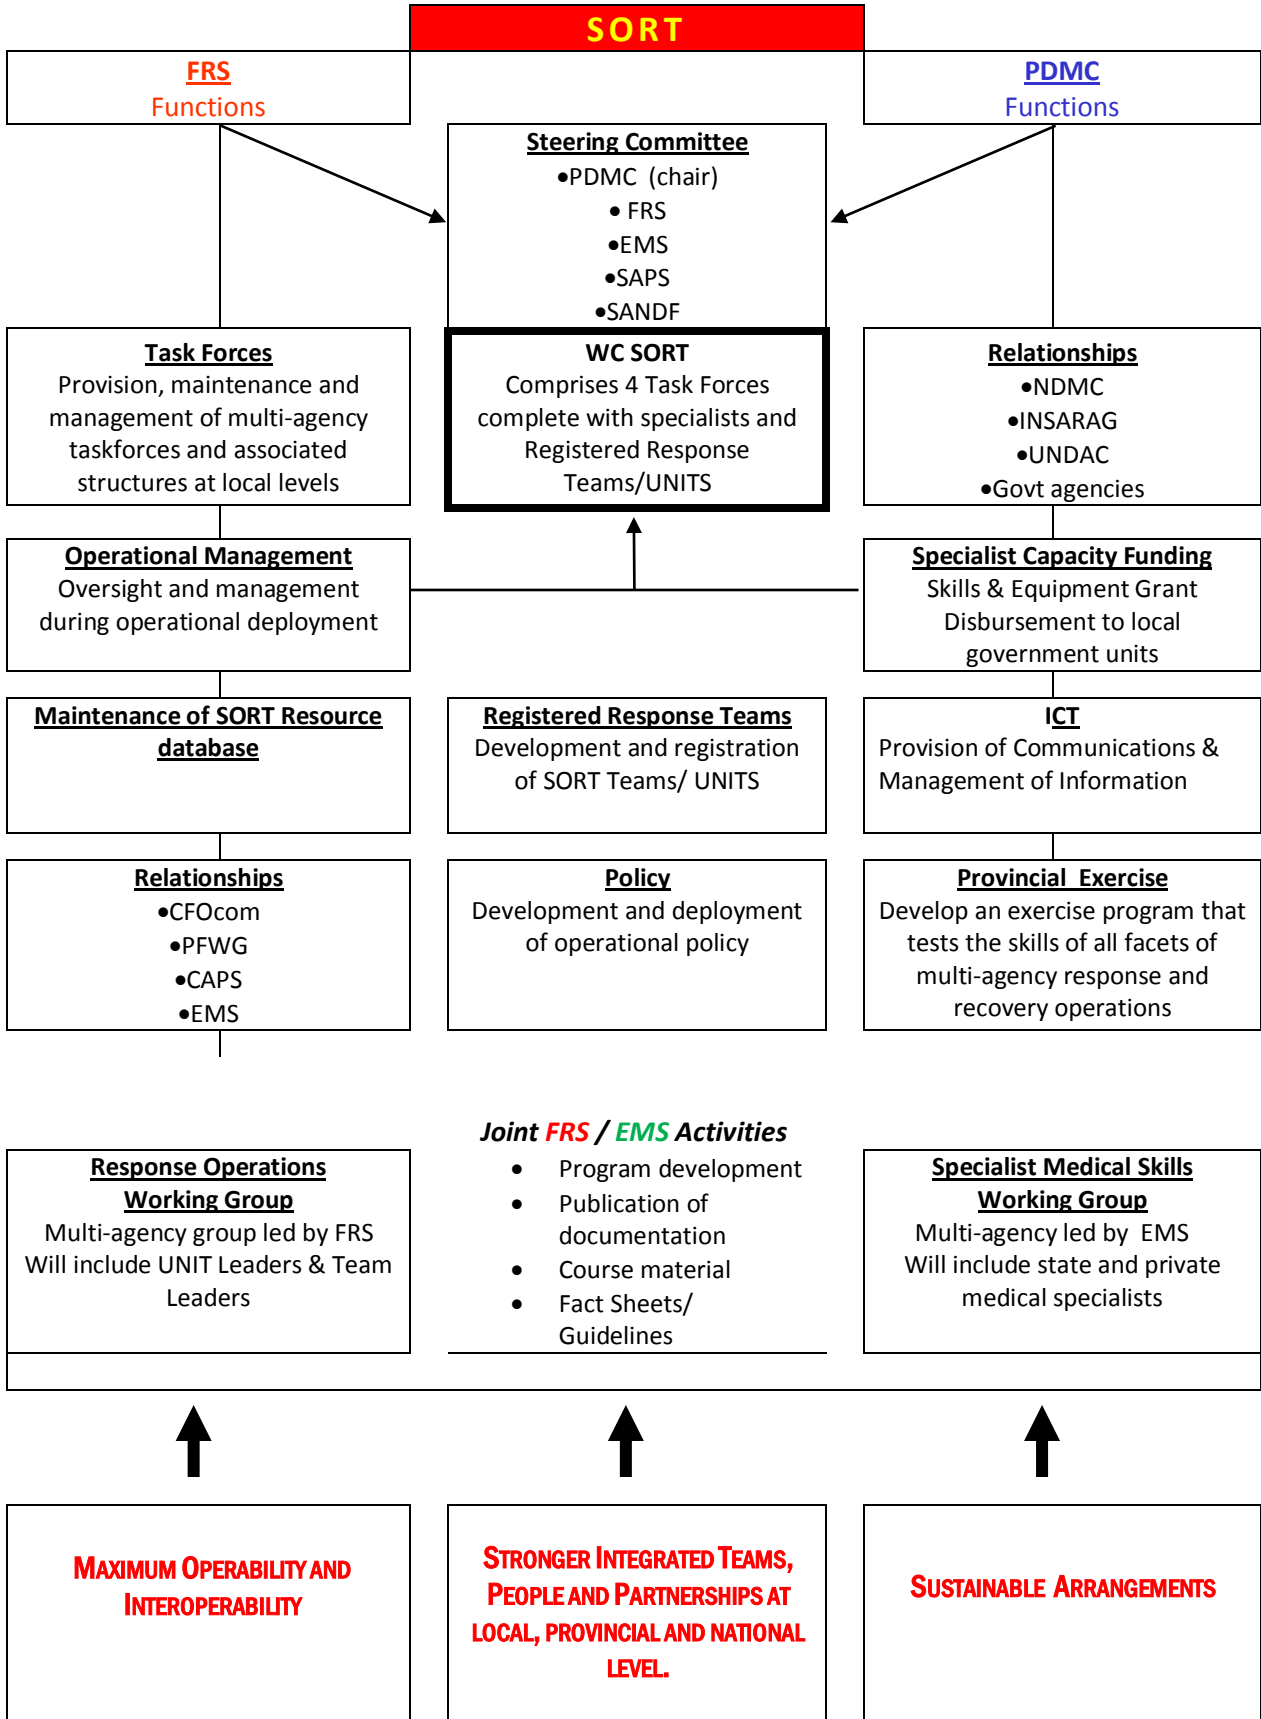 SORT
FRS
Functions
PDMC
Functions
Steering Committee
•PDMC (chair)
• FRS
•EMS
•SAPS
•SANDF
Task Forces
Provision, maintenance and
management of multi-agency
taskforces and associated
structures at local levels
WC SORT
Comprises 4 Task Forces
complete with specialists and
Registered Response
Teams/UNITS
Relationships
•NDMC
•INSARAG
•UNDAC
•Govt agencies
Operational Management
Oversight and management
during operational deployment
Specialist Capacity Funding
Skills & Equipment Grant
Disbursement to local
government units
Maintenance of SORT Resource
database
Registered Response Teams
Development and registration
of SORT Teams/ UNITS
ICT
Provision of Communications &
Management of Information
Relationships
•CFOcom
•PFWG
•CAPS
•EMS
Policy
Development and deployment
of operational policy
Provincial Exercise
Develop an exercise program that
tests the skills of all facets of
multi-agency response and
recovery operations
Response Operations
Working Group
Multi-agency group led by FRS
Will include UNIT Leaders & Team
Leaders
Joint FRS / EMS Activities
• Program development
• Publication of
documentation
• Course material
• Fact Sheets/
Guidelines
Specialist Medical Skills
Working Group
Multi-agency led by EMS
Will include state and private
medical specialists
MAXIMUM OPERABILITY AND
INTEROPERABILITY
STRONGER INTEGRATED TEAMS,
PEOPLE AND PARTNERSHIPS AT
LOCAL, PROVINCIAL AND NATIONAL
LEVEL.
SUSTAINABLE ARRANGEMENTS